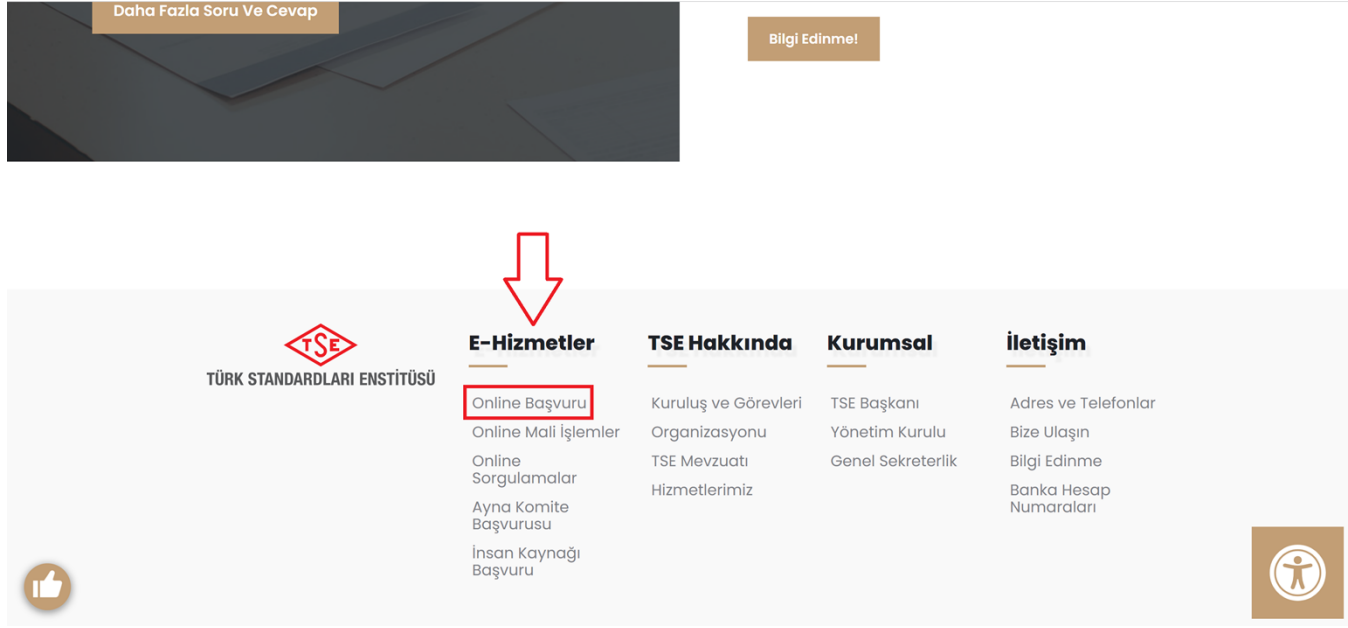 Daha Fazla Soru Ve Cevap
Bilgi Edinme!
TSE
TÜRK STANDARDLARI ENSTİTÜSÜ
E-Hizmetler
Online Başvuru
Online Mali İşlemler
Online
Sorgulamalar
Ayna Komite
Başvurusu
İnsan Kaynağı
Başvuru
TSE Hakkında
Kuruluş ve Görevleri
Organizasyonu
TSE Mevzuatı
Hizmetlerimiz
Kurumsal
TSE Başkanı
Yönetim Kurulu
Genel Sekreterlik
İletişim
Adres ve Telefonlar
Bize Ulaşın
Bilgi Edinme
Banka Hesap
Numaraları